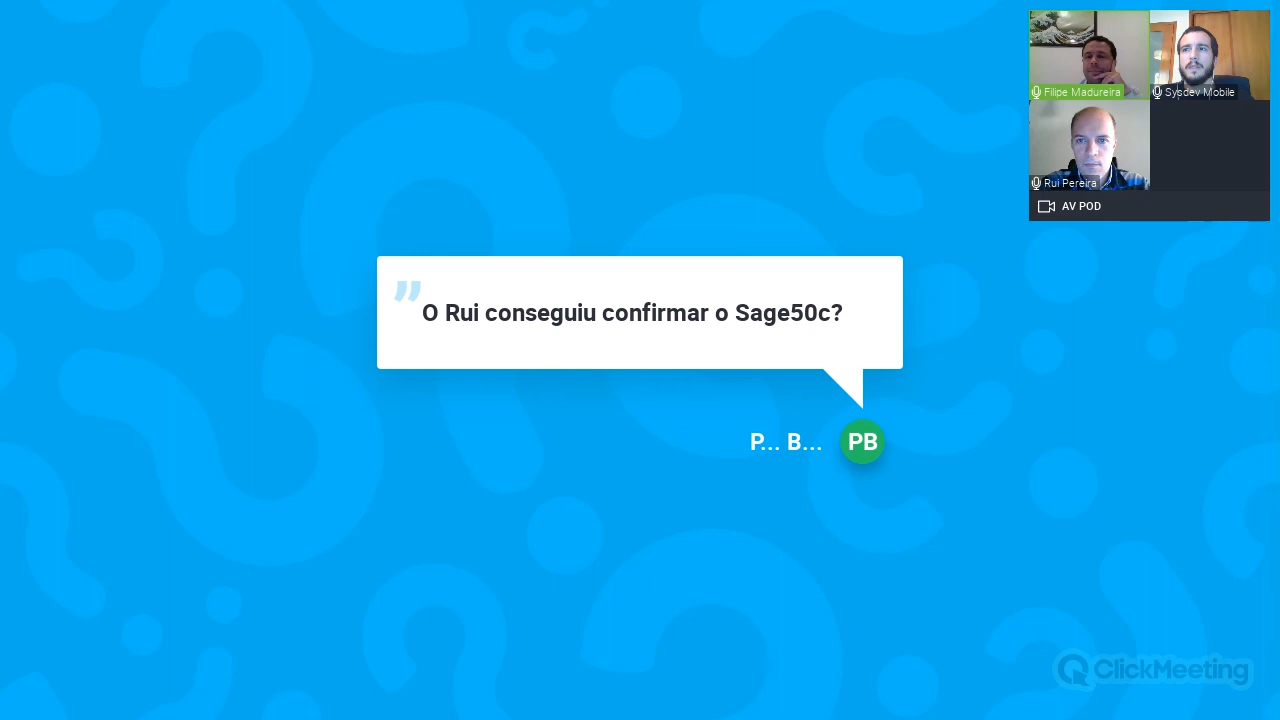 Filipe Madureira
Sysdev Mobile
Rui Pereira
AV POD
” O Rui conseguiu confirmar o Sage50c?
P... B...
PB
ClickMeeting